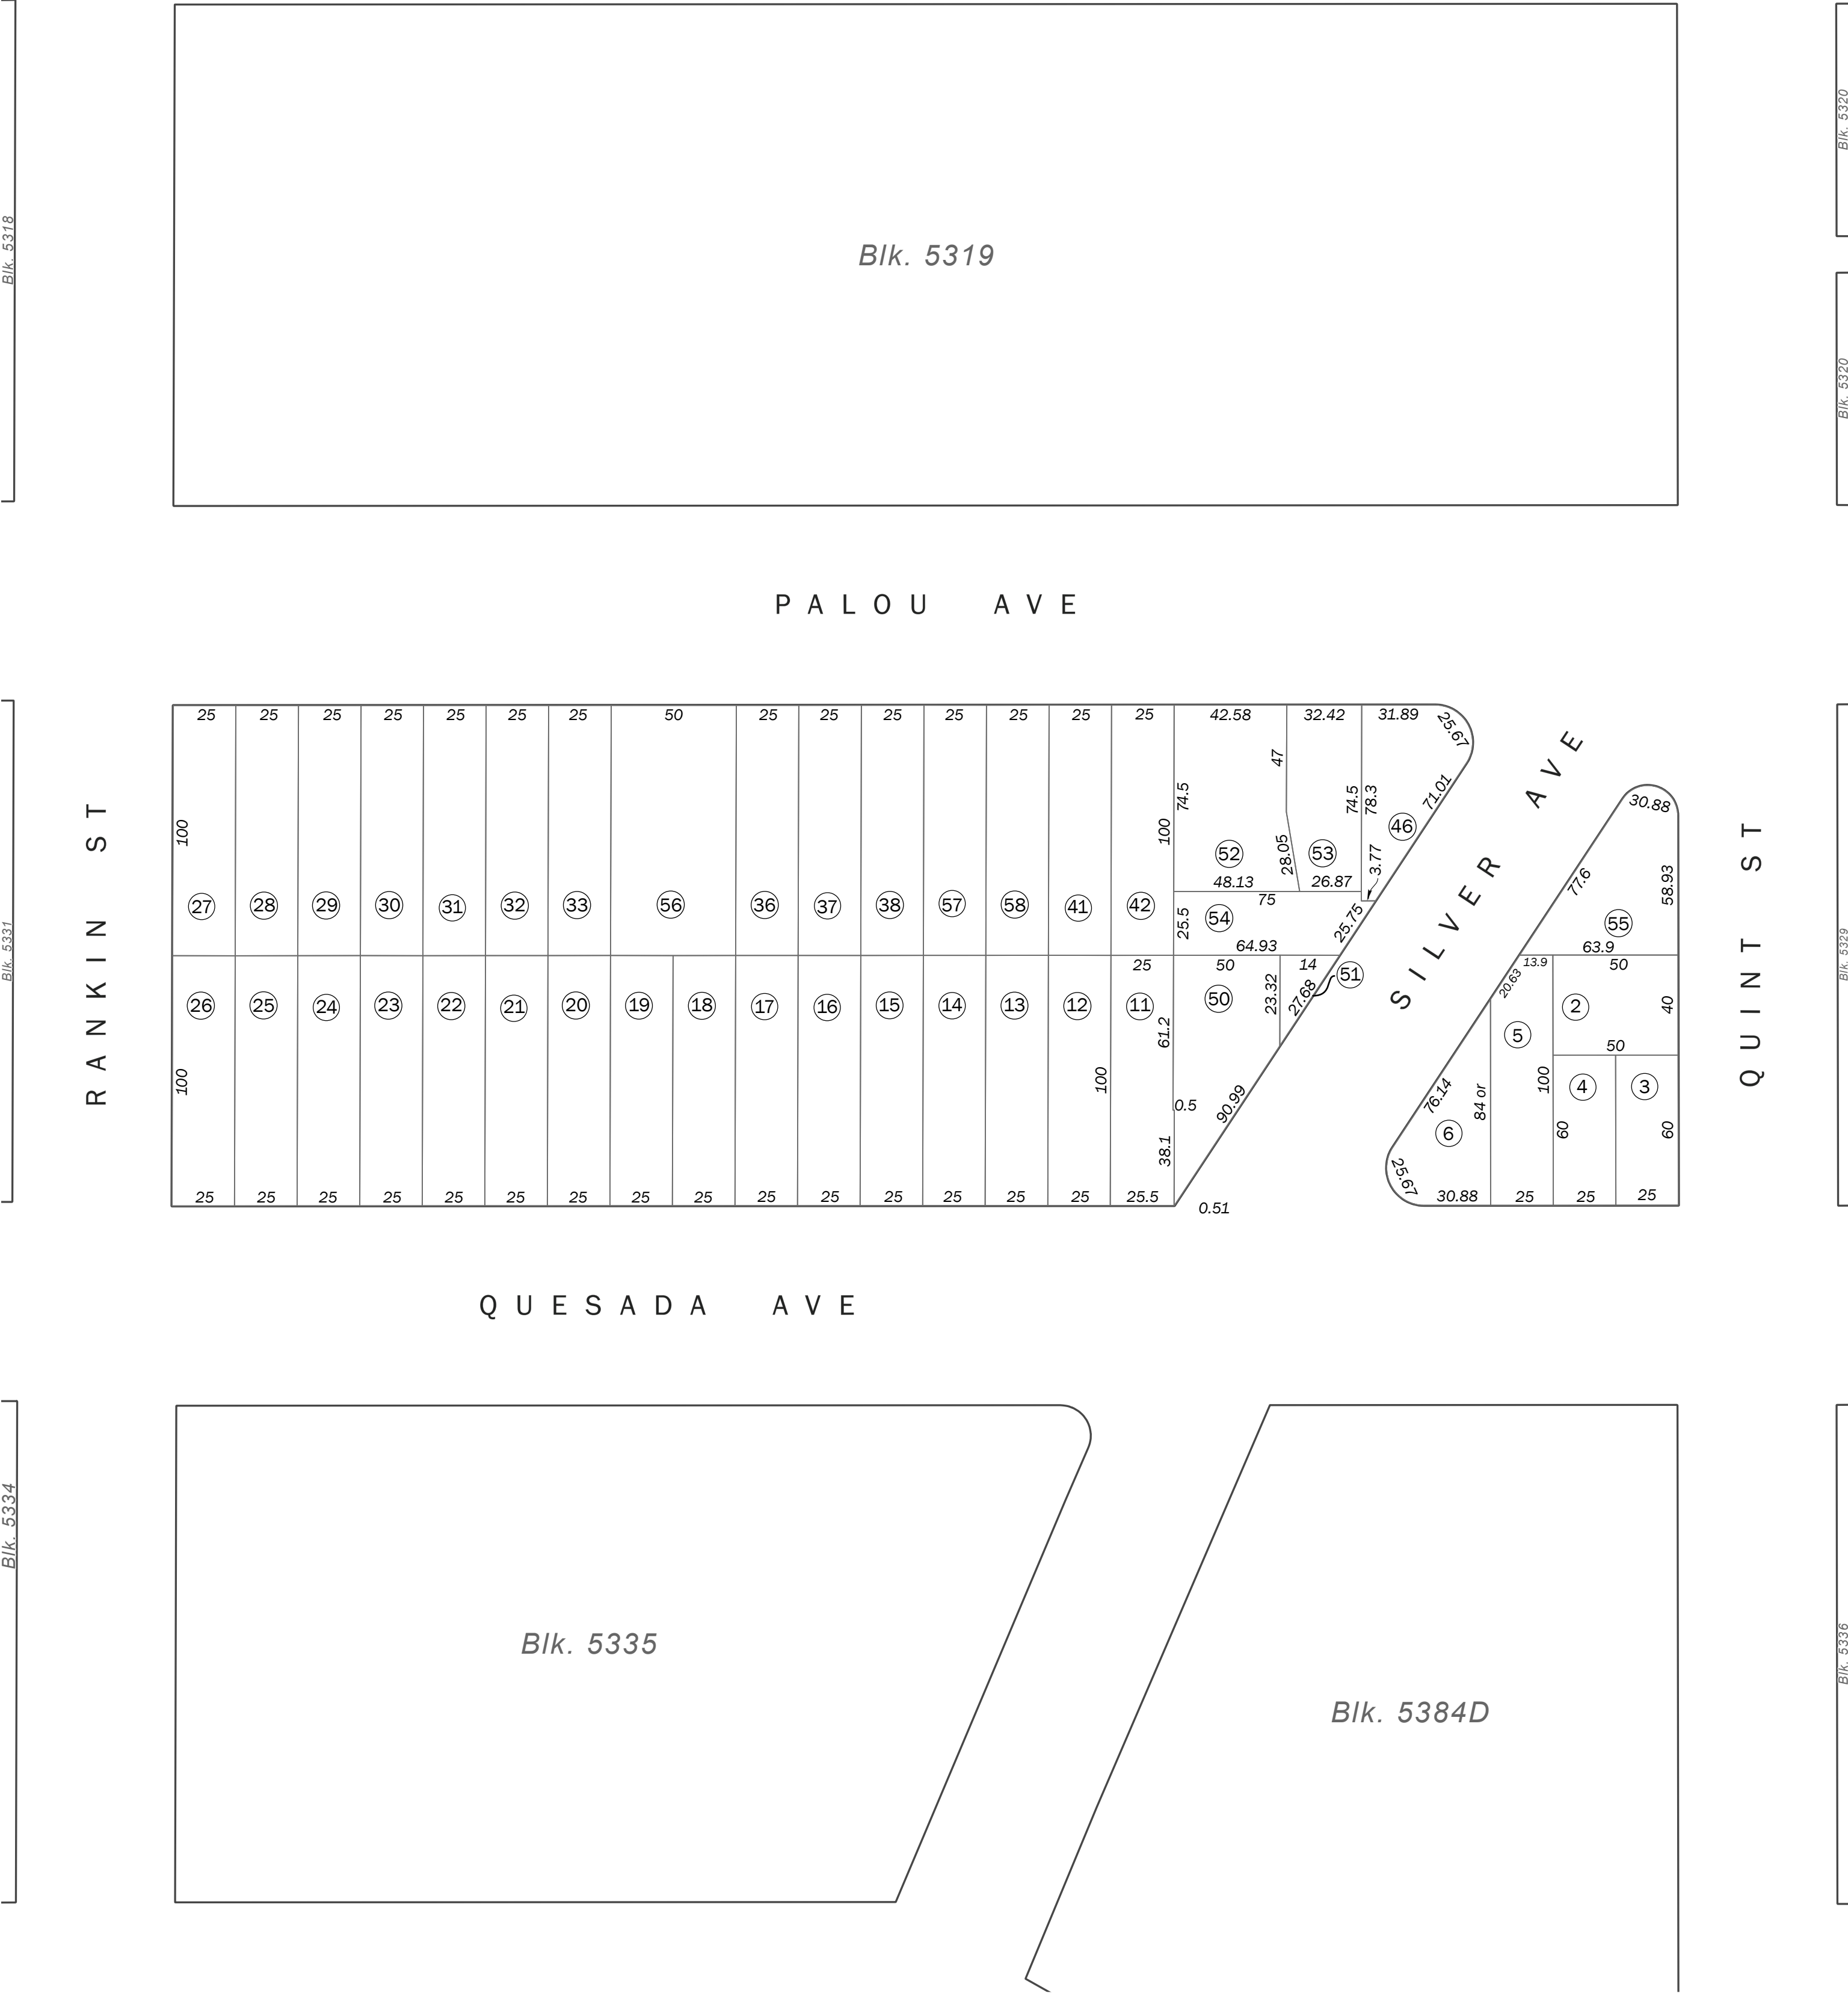 Blk. 5318
Blk. 5319
Blk. 5320
Blk. 5320
PALOU AVE
RANKIN ST
SILVER AVE
QUINT ST
Blk. 5331
Blk. 5329
25 25 25 25 25 25 25 50 25 25 25 25 25 25 25 42.58 32.42 31.89 25.67
100 100 74.5 47 28.05 74.5 78.3 3.77 71.01
27 28 29 30 31 32 33 56 36 37 38 57 58 41 42 52 53 46
48.13 26.87
75
25.5 54 25.75
64.93
25 50 14
26 25 24 23 22 21 20 19 18 17 16 15 14 13 12 11 50 51
61.2 23.32 27.68
100 100
0.5
90.99
38.1
25 25 25 25 25 25 25 25 25 25 25 25 25 25 25 25.5
0.51
30.88
77.6 58.93
55
63.9
13.9 50
20.63 2 40
5
50
76.14 84 or 100 4 3
6 60 60
25.67
30.88 25 25 25
QUESADA AVE
Blk. 5334
Blk. 5335
Blk. 5384D
Blk. 5336